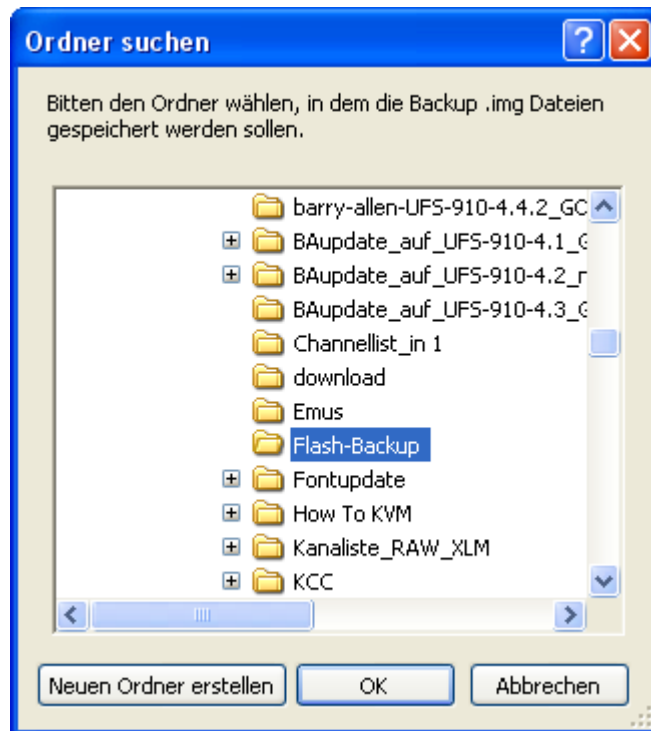 Ordner suchen
Bitten den Ordner wählen, in dem die Backup .img Dateien
gespeichert werden sollen.
barry-allen-UFS-910-4.4.2_GC
BAupdate_auf_UFS-910-4.1_G
BAupdate_auf_UFS-910-4.2_r
BAupdate_auf_UFS-910-4.3_G
Channellist_in 1
download
Emus
Flash-Backup
Fontupdate
How To KVM
Kanaliste_RAW_XLM
KCC
Neuen Ordner erstellen OK Abbrechen